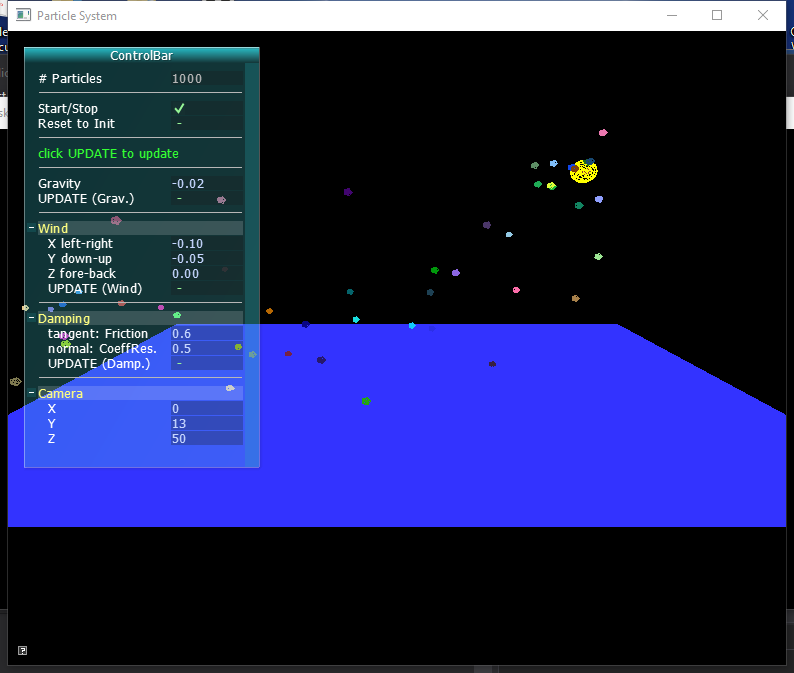 Particle System
ControlBar
# Particles 1000
Start/Stop ✓
Reset to Init -
click UPDATE to update
Gravity -0.02
UPDATE (Grav.) -
- Wind
X left-right -0.10
Y down-up -0.05
Z fore-back 0.00
UPDATE (Wind) -
- Damping
tangent: Friction 0.6
normal: CoeffRes. 0.5
UPDATE (Damp.) -
- Camera
X 0
Y 13
Z 50
?